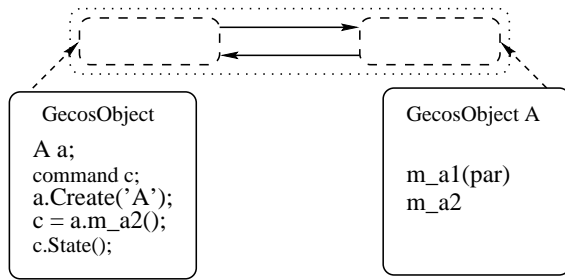 GecosObject
A a;
command c;
a.Create('A');
c = a.m_a2();
c.State();
GecosObject A
m_a1(par)
m_a2